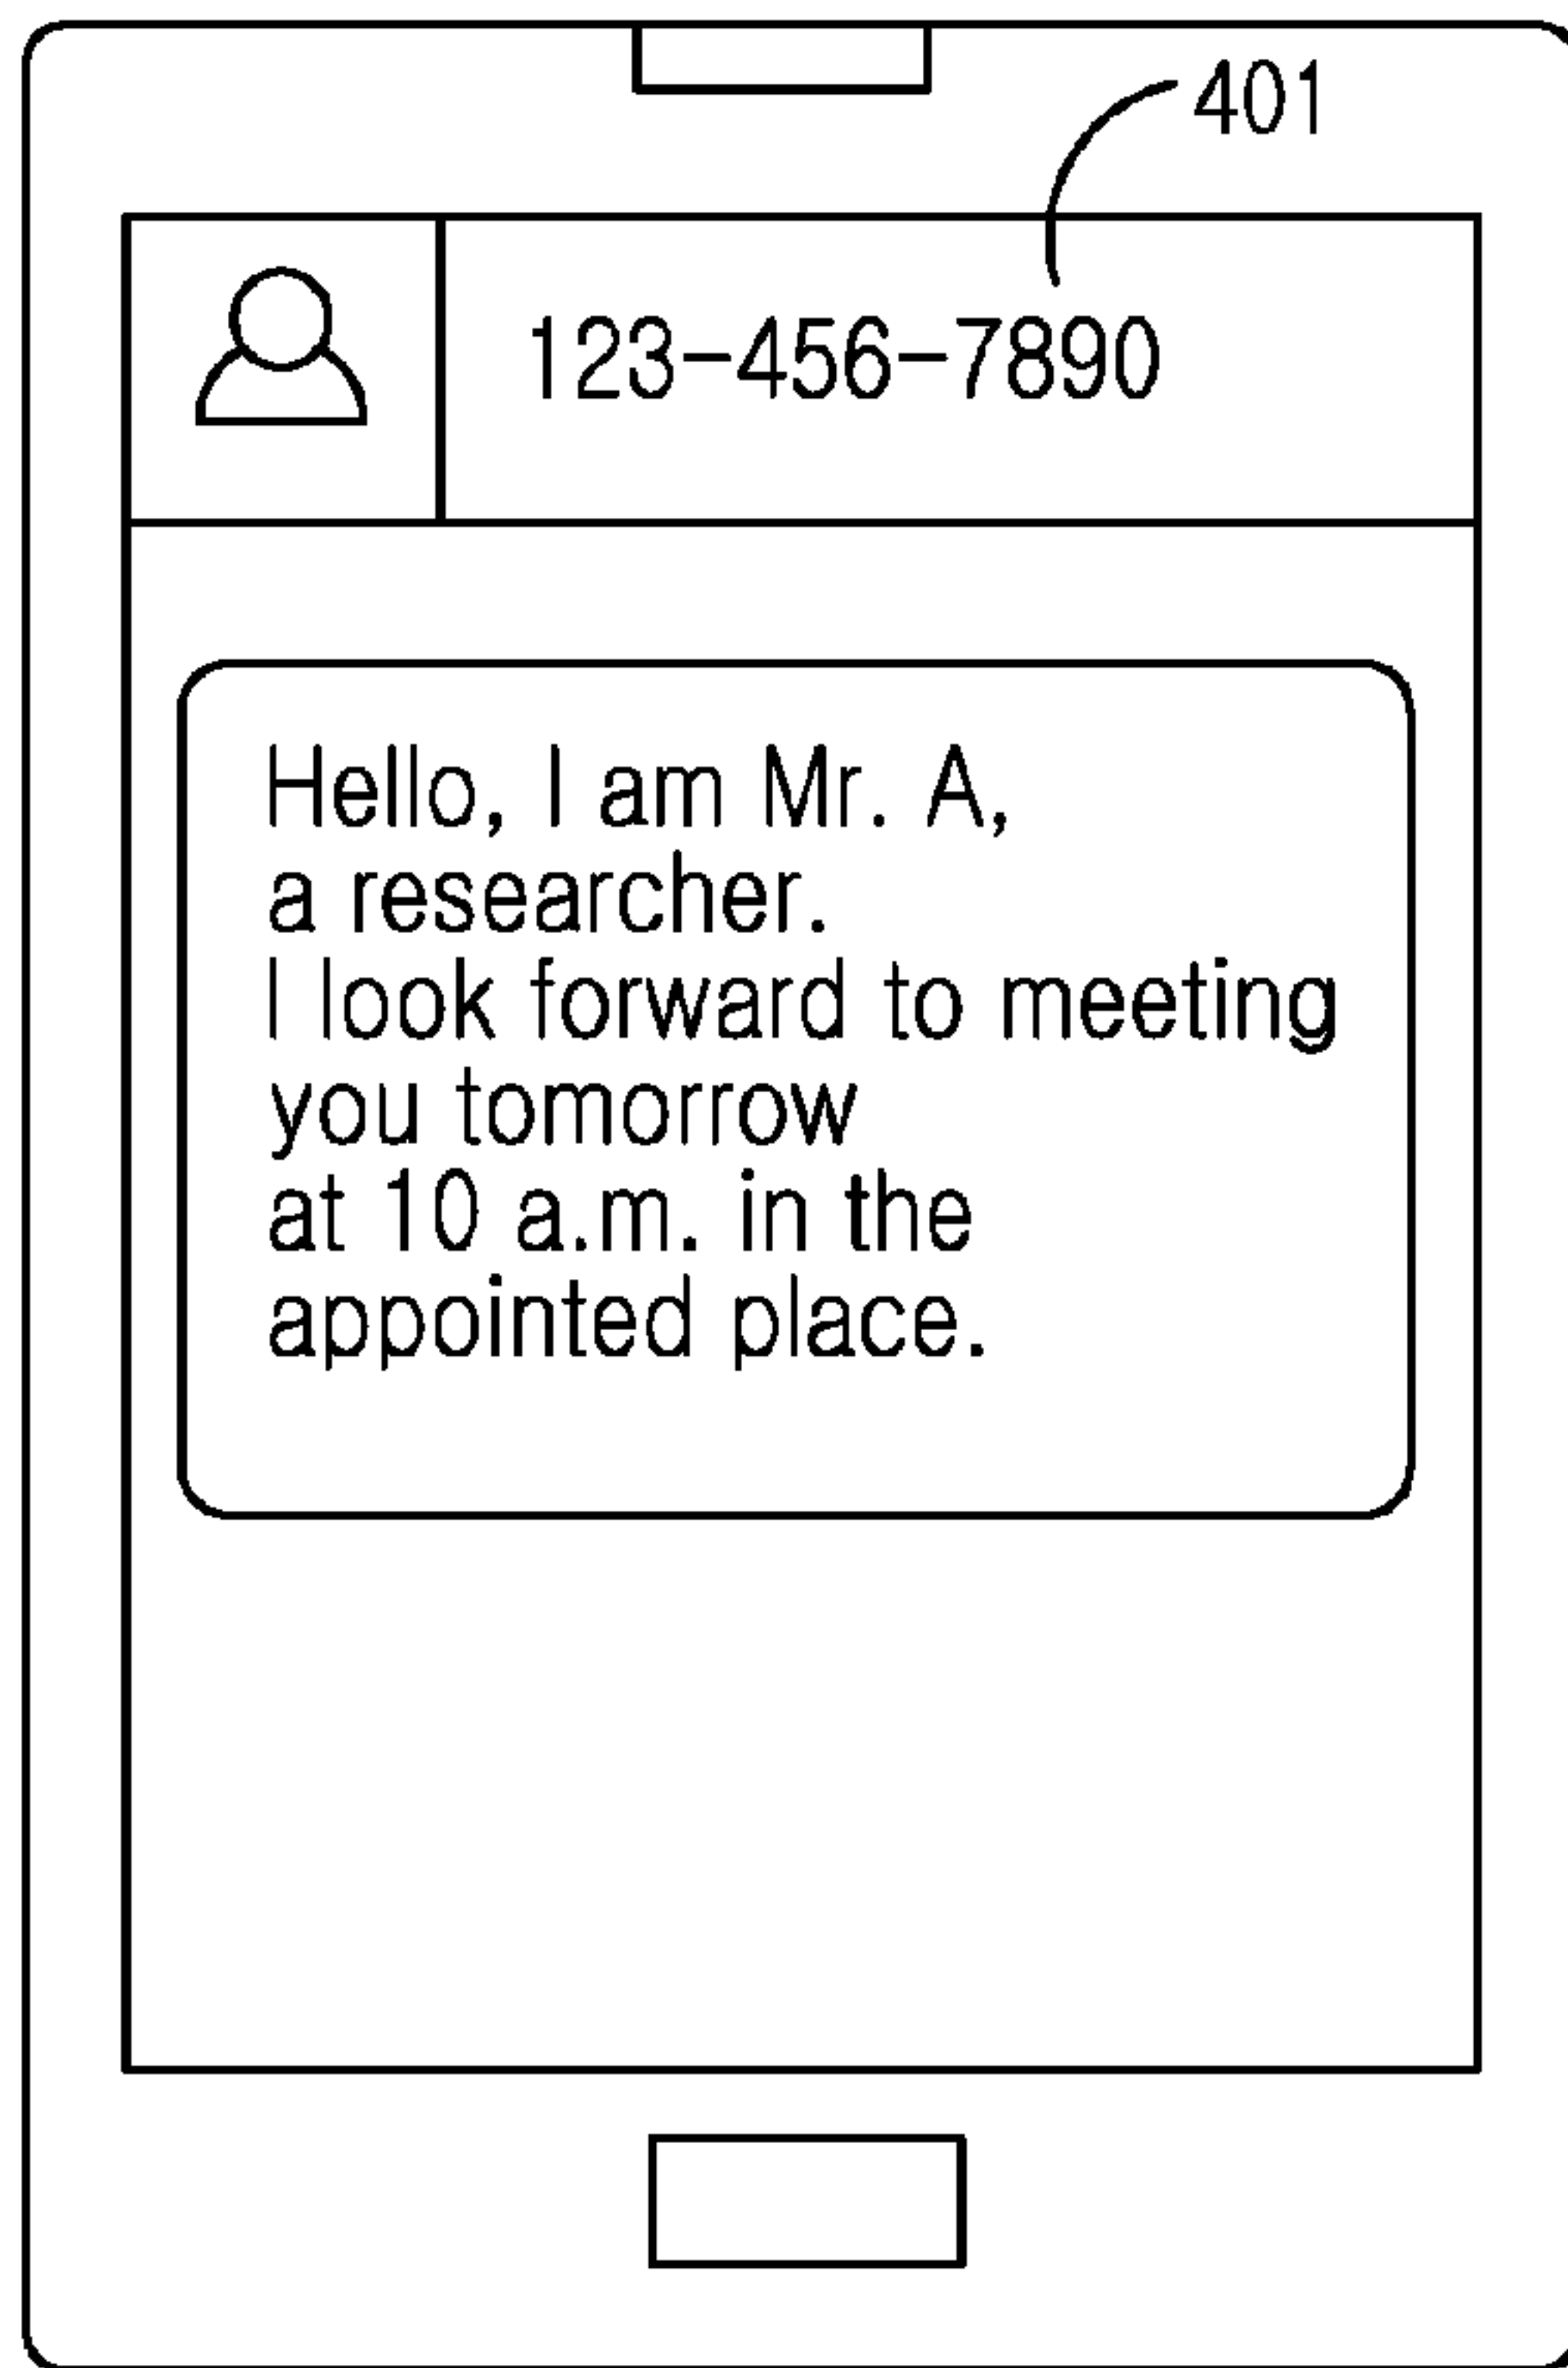 401
123-456-7890
Hello, I am Mr. A,
a researcher.
I look forward to meeting
you tomorrow
at 10 a.m. in the
appointed place.